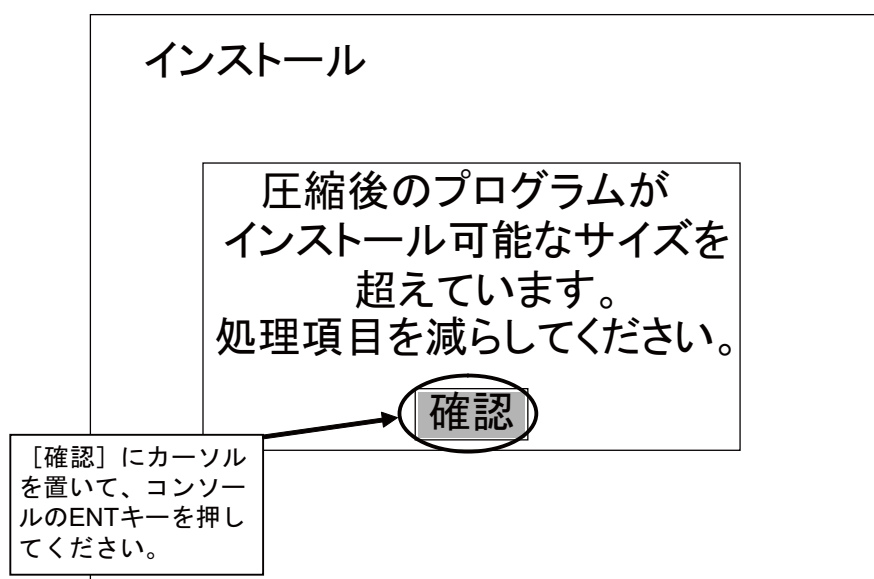 インストール
圧縮後のプログラムが
インストール可能なサイズを
超えています。
処理項目を減らしてください。
確認
［確認］にカーソル
を置いて、コンソー
ルのENTキーを押し
てください。